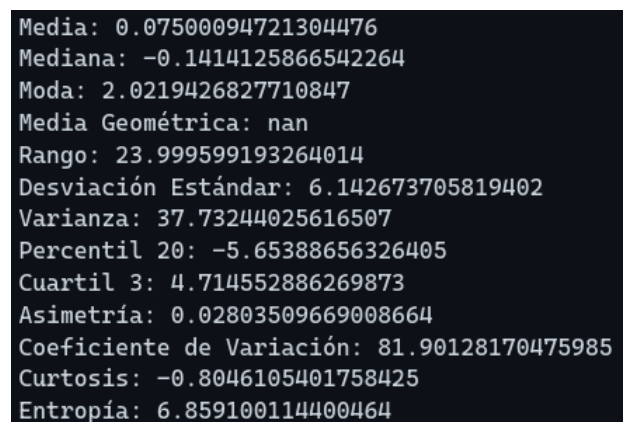 Media: 0.07500094721304476
Mediana: -0.1414125866542264
Moda: 2.0219426827710847
Media Geométrica: nan
Rango: 23.999599193264014
Desviación Estándar: 6.142673705819402
Varianza: 37.73244025616507
Percentil 20: -5.65388656326405
Cuartil 3: 4.714552886269873
Asimetría: 0.02803509669008664
Coeficiente de Variación: 81.90128170475985
Curtosis: -0.8046105401758425
Entropía: 6.859100114400464